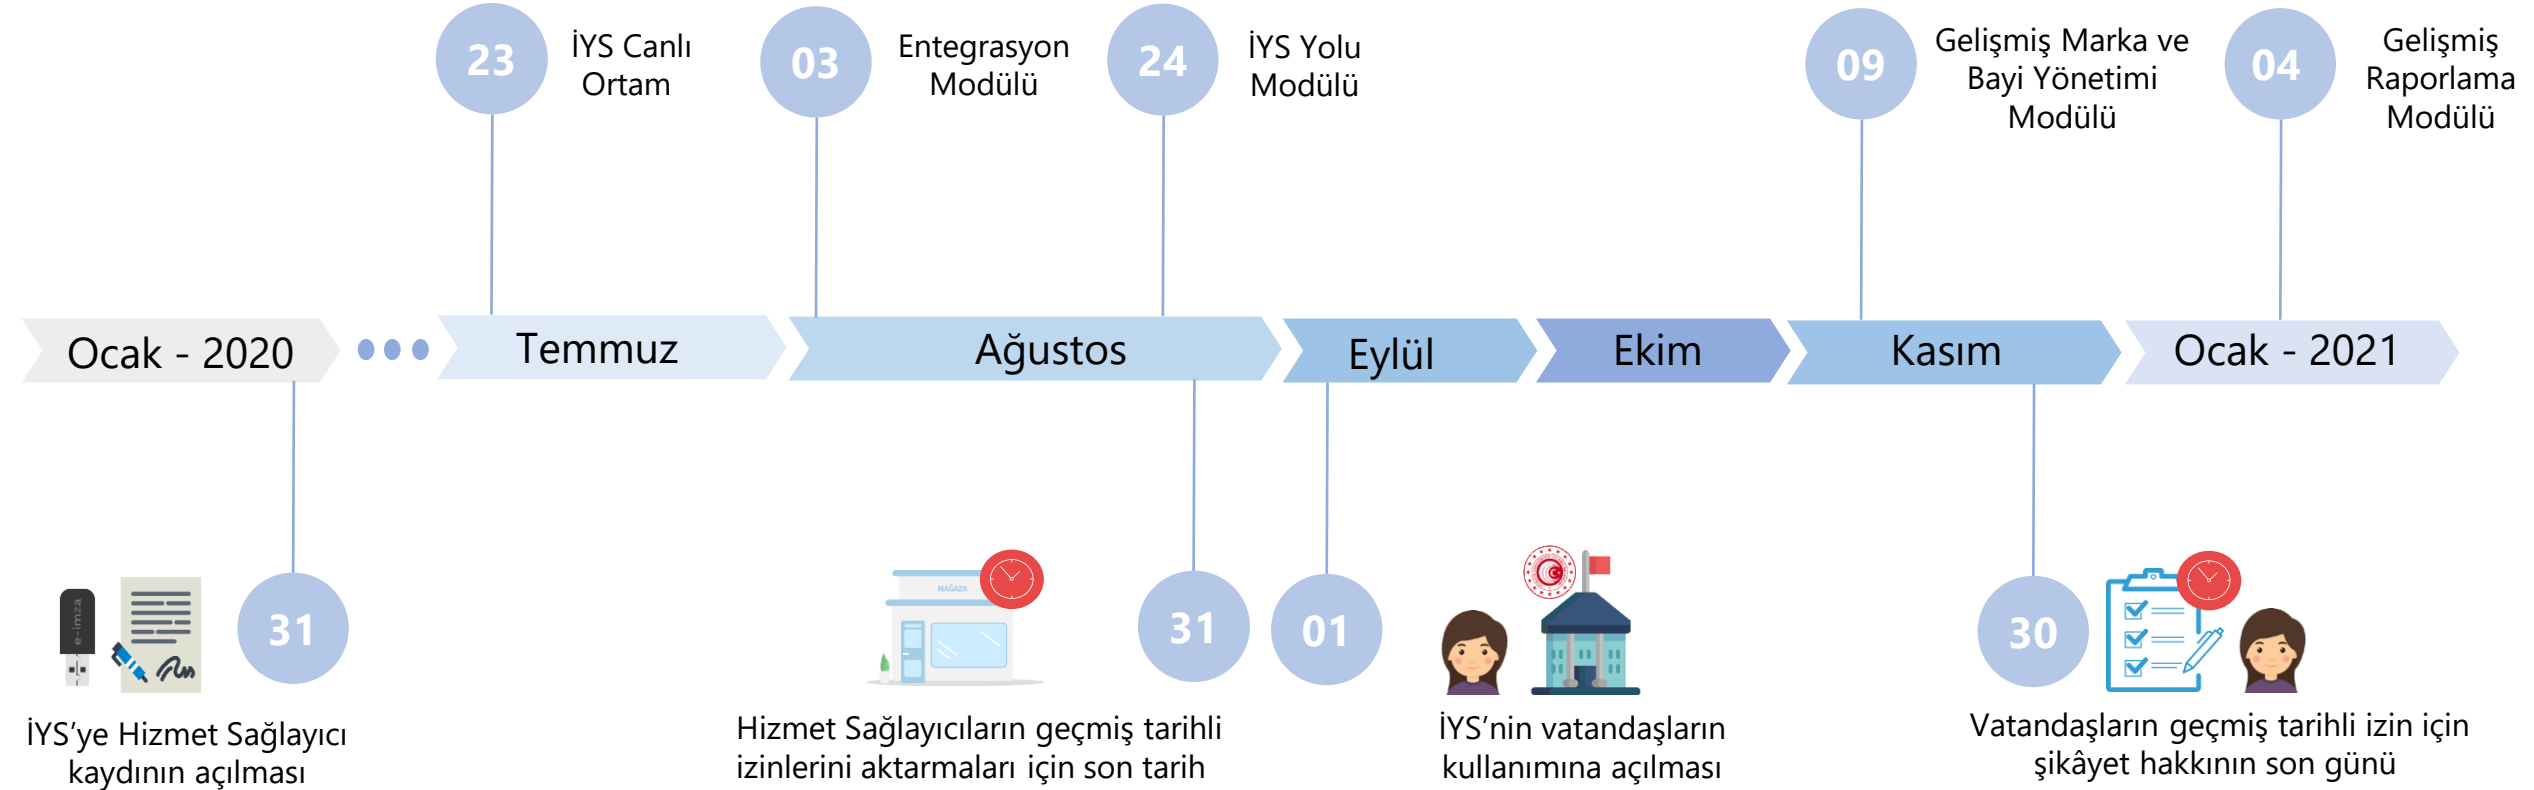 23
İYS Canlı
Ortam
03
Entegrasyon
Modülü
24
İYS Yolu
Modülü
09
Gelişmiş Marka ve
Bayi Yönetimi
Modülü
04
Gelişmiş
Raporlama
Modülü
Ocak - 2020
Temmuz
Ağustos
Eylül
Ekim
Kasım
Ocak - 2021
e-imza
31
İYS’ye Hizmet Sağlayıcı
kaydının açılması
MAĞAZA
31
Hizmet Sağlayıcıların geçmiş tarihli
izinlerini aktarmaları için son tarih
01
İYS’nin vatandaşların
kullanımına açılması
30
Vatandaşların geçmiş tarihli izin için
şikâyet hakkının son günü